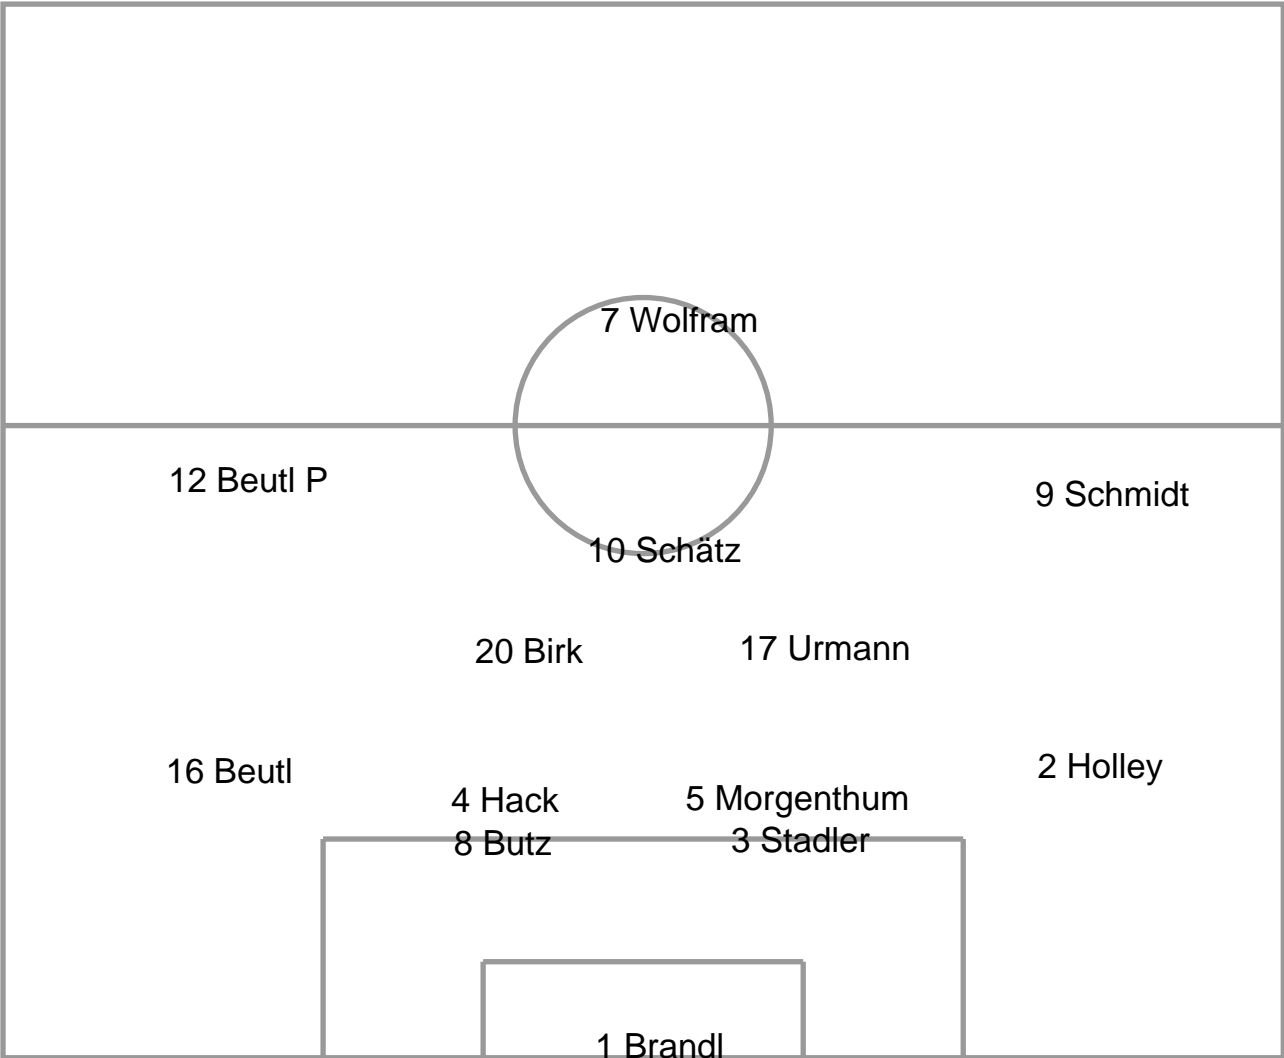 7 Wolfram
12 Beutl P
9 Schmidt
10 Schätz
20 Birk
17 Urmann
16 Beutl
2 Holley
4 Hack
5 Morgenthum
8 Butz
3 Stadler
1 Brandl